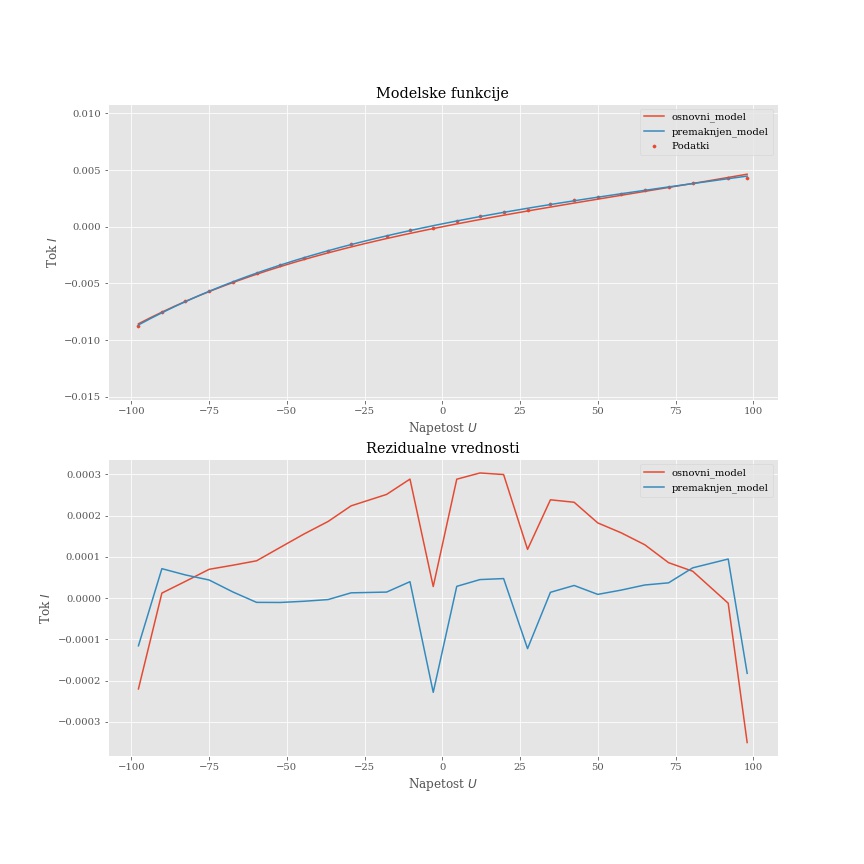 Modelske funkcije
osnovni_model
premaknjen_model
Podatki
0.010
0.005
0.000
−0.005
−0.010
−0.015
Tok I
−100
−75
−50
−25
0
25
50
75
100
Napetost U
Rezidualne vrednosti
osnovni_model
premaknjen_model
0.0003
0.0002
0.0001
0.0000
−0.0001
−0.0002
−0.0003
Tok I
−100
−75
−50
−25
0
25
50
75
100
Napetost U